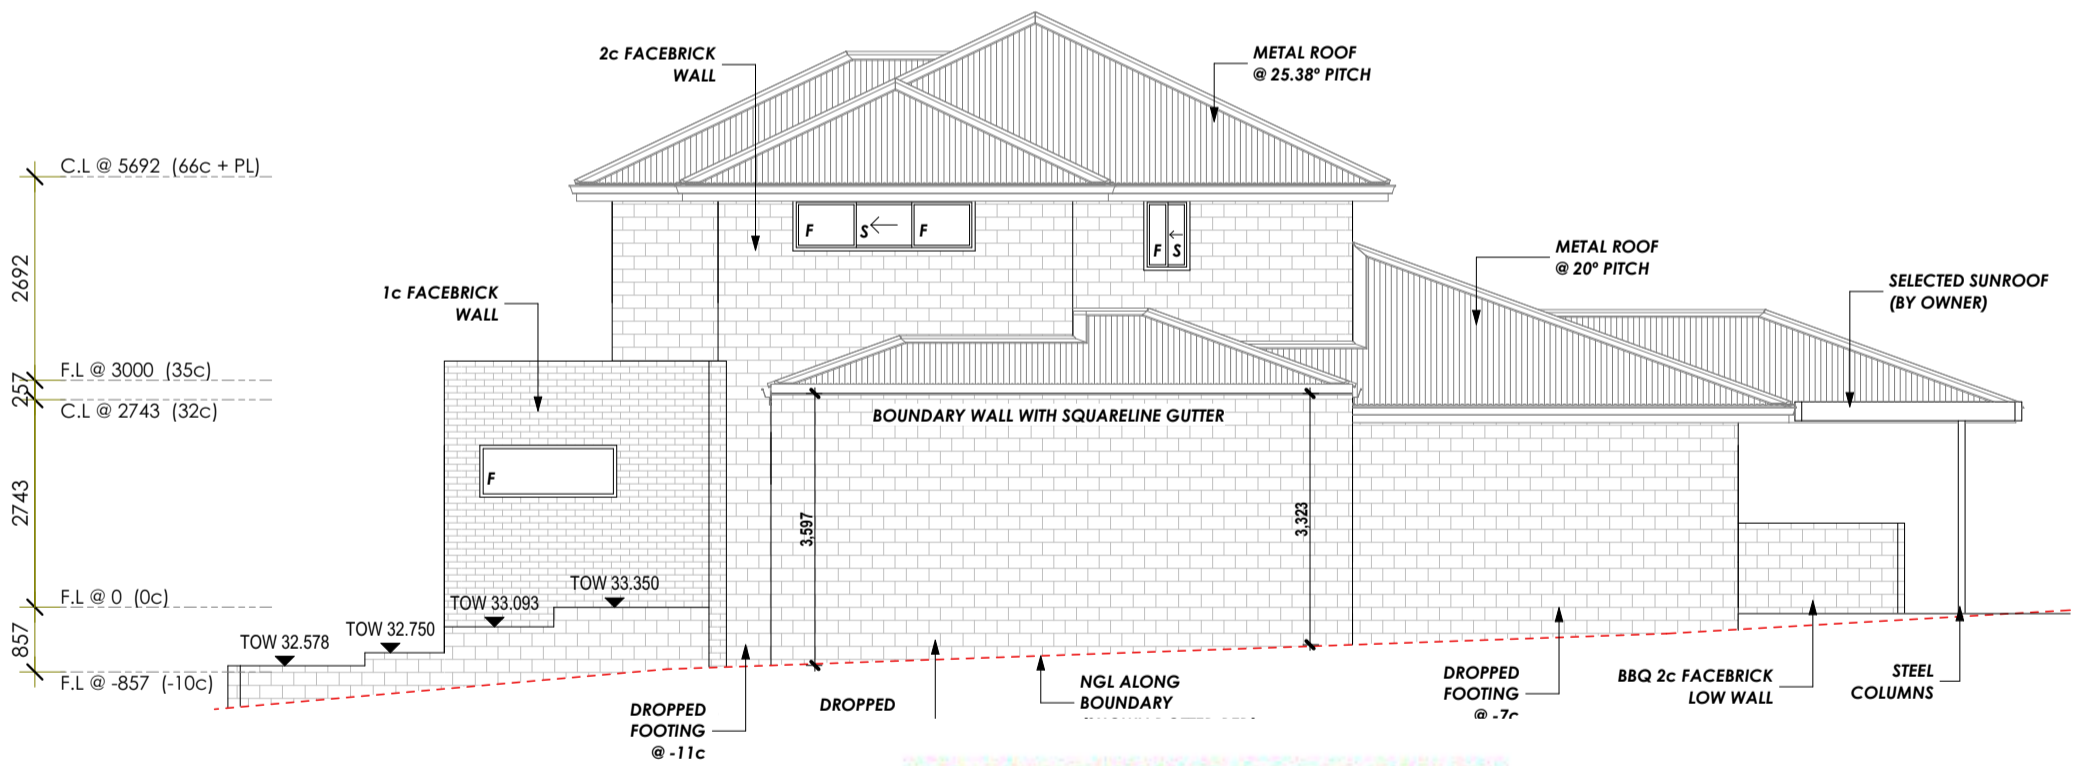 2c FACEBRICK
WALL
METAL ROOF
@ 25.38° PITCH
C.L @ 5692 (66c + PL)
2692
1c FACEBRICK
WALL
F
S
F
F
S
METAL ROOF
@ 20° PITCH
SELECTED SUNROOF
(BY OWNER)
F.L @ 3000 (35c)
257
C.L @ 2743 (32c)
BOUNDARY WALL WITH SQUARELINE GUTTER
F
2743
3,597
3,323
F.L @ 0 (0c)
TOW 33.350
TOW 33.093
TOW 32.750
TOW 32.578
857
F.L @ -857 (-10c)
DROPPED
FOOTING
@ -11c
DROPPED
NGL ALONG
BOUNDARY
DROPPED
FOOTING
@ -7c
BBQ 2c FACEBRICK
LOW WALL
STEEL
COLUMNS